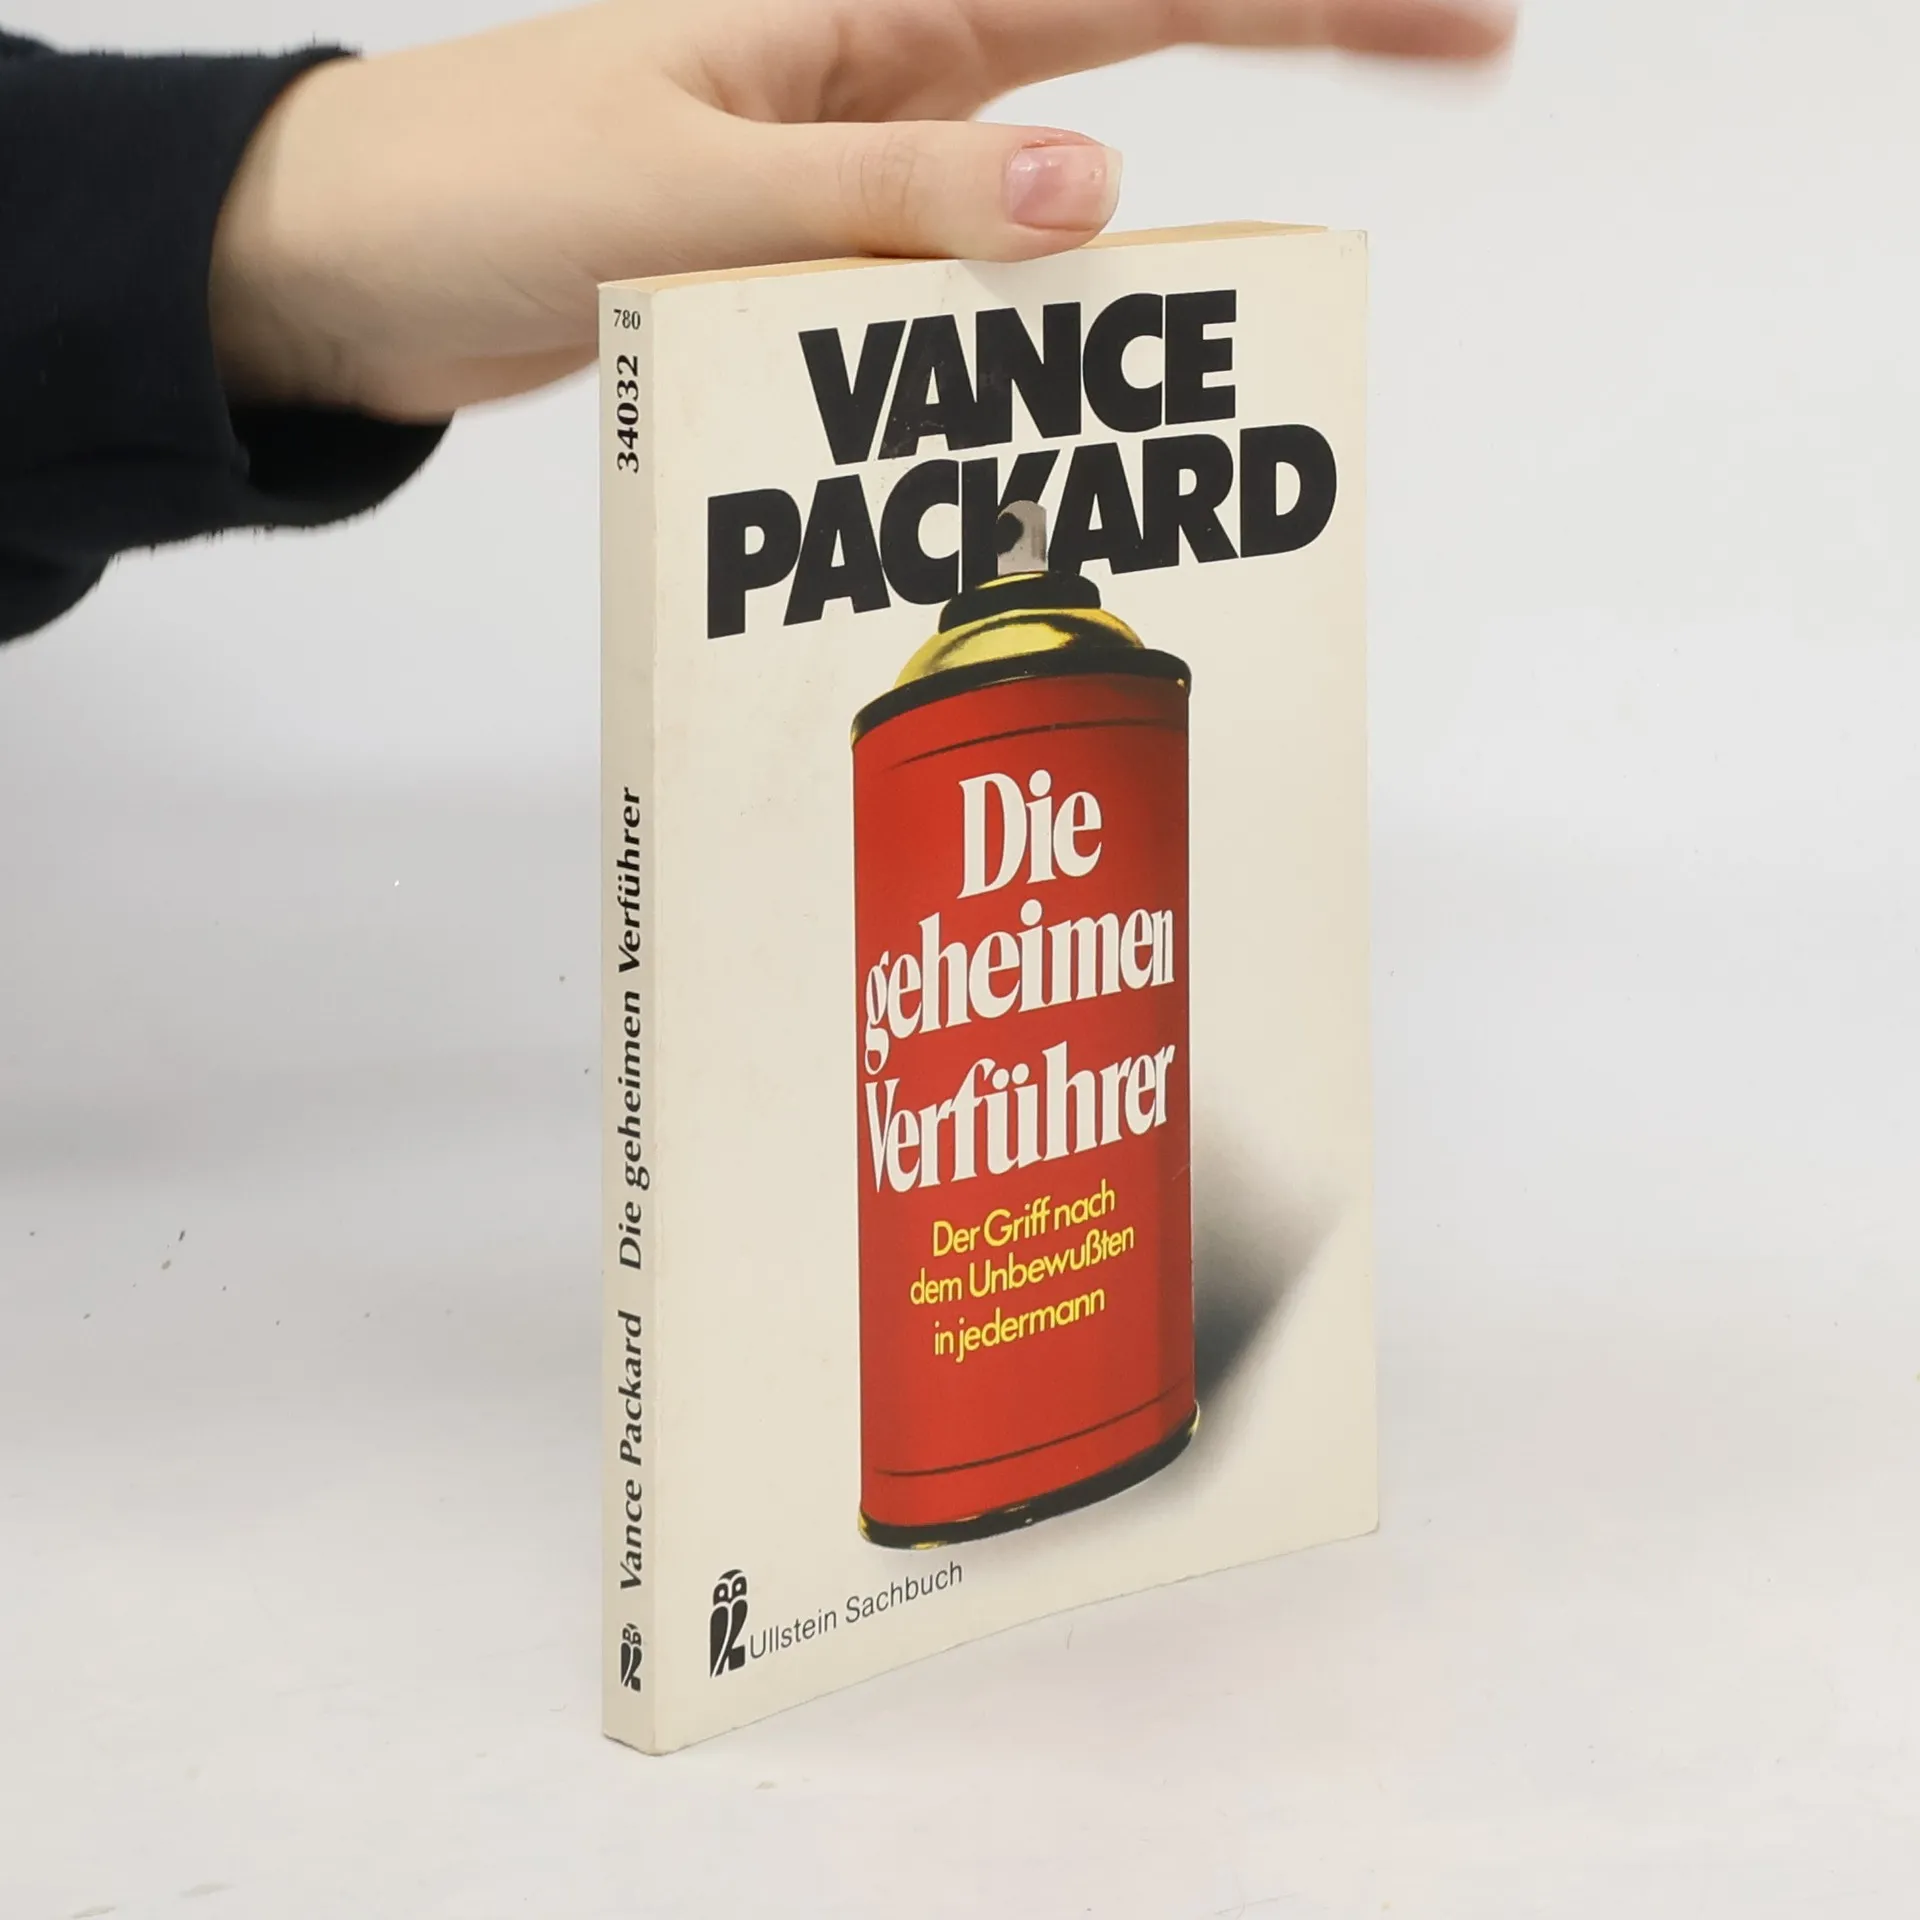 VANCE
PACKARD
Die
geheimen
Verführer
Der Griff nach
dem Unbewußten
in jedermann
Ullstein Sachbuch
780
34032
Vance Packard Die geheimen Verführer